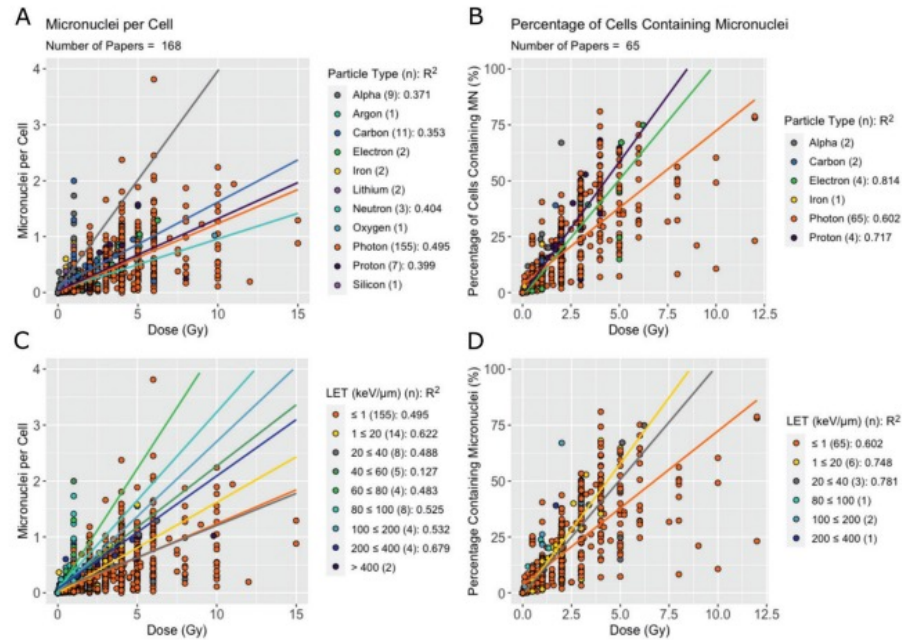 A
Micronuclei per Cell
Number of Papers = 168
Micronuclei per Cell
4
3
2
1
0
0
5
10
15
Dose (Gy)
Particle Type (n): R²
Alpha (9): 0.371
Argon (1)
Carbon (11): 0.353
Electron (2)
Iron (2)
Lithium (2)
Neutron (3): 0.404
Oxygen (1)
Photon (155): 0.495
Proton (7): 0.399
Silicon (1)
B
Percentage of Cells Containing Micronuclei
Number of Papers = 65
Percentage of Cells Containing MN (%)
100
75
50
25
0
0.0
2.5
5.0
7.5
10.0
12.5
Dose (Gy)
Particle Type (n): R²
Alpha (2)
Carbon (2)
Electron (4): 0.814
Iron (1)
Photon (65): 0.602
Proton (4): 0.717
C
Micronuclei per Cell
4
3
2
1
0
0
5
10
15
Dose (Gy)
LET (keV/μm) (n): R²
≤ 1 (155): 0.495
1 ≤ 20 (14): 0.622
20 ≤ 40 (8): 0.488
40 ≤ 60 (5): 0.127
60 ≤ 80 (4): 0.483
80 ≤ 100 (8): 0.525
100 ≤ 200 (4): 0.532
200 ≤ 400 (4): 0.679
> 400 (2)
D
Percentage Containing Micronuclei (%)
100
75
50
25
0
0.0
2.5
5.0
7.5
10.0
12.5
Dose (Gy)
LET (keV/μm) (n): R²
≤ 1 (65): 0.602
1 ≤ 20 (6): 0.748
20 ≤ 40 (3): 0.781
80 ≤ 100 (1)
100 ≤ 200 (2)
200 ≤ 400 (1)